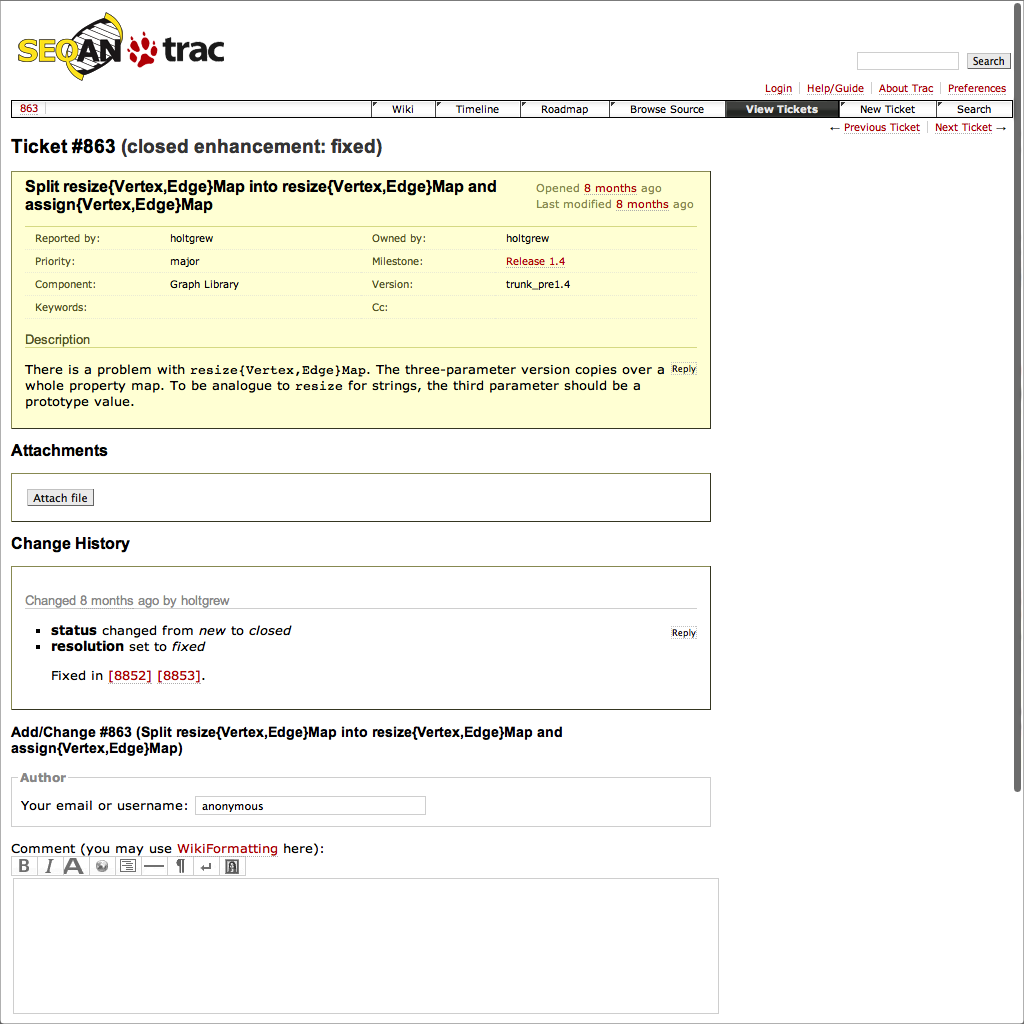 SEQAN trac
Search
Login Help/Guide About Trac Preferences
863 Wiki Timeline Roadmap Browse Source View Tickets New Ticket Search
← Previous Ticket Next Ticket →
Ticket #863 (closed enhancement: fixed)
Split resize{Vertex,Edge}Map into resize{Vertex,Edge}Map and
assign{Vertex,Edge}Map
Opened 8 months ago
Last modified 8 months ago
Reported by: holtgrew Owned by: holtgrew
Priority: major Milestone: Release 1.4
Component: Graph Library Version: trunk_pre1.4
Keywords: Cc:
Description
There is a problem with resize{Vertex,Edge}Map. The three-parameter version copies over a Reply
whole property map. To be analogue to resize for strings, the third parameter should be a
prototype value.
Attachments
Attach file
Change History
Changed 8 months ago by holtgrew
▪ status changed from new to closed Reply
▪ resolution set to fixed
Fixed in [8852] [8853].
Add/Change #863 (Split resize{Vertex,Edge}Map into resize{Vertex,Edge}Map and
assign{Vertex,Edge}Map)
Author
Your email or username: anonymous
Comment (you may use WikiFormatting here):
B I A ¶ ↵